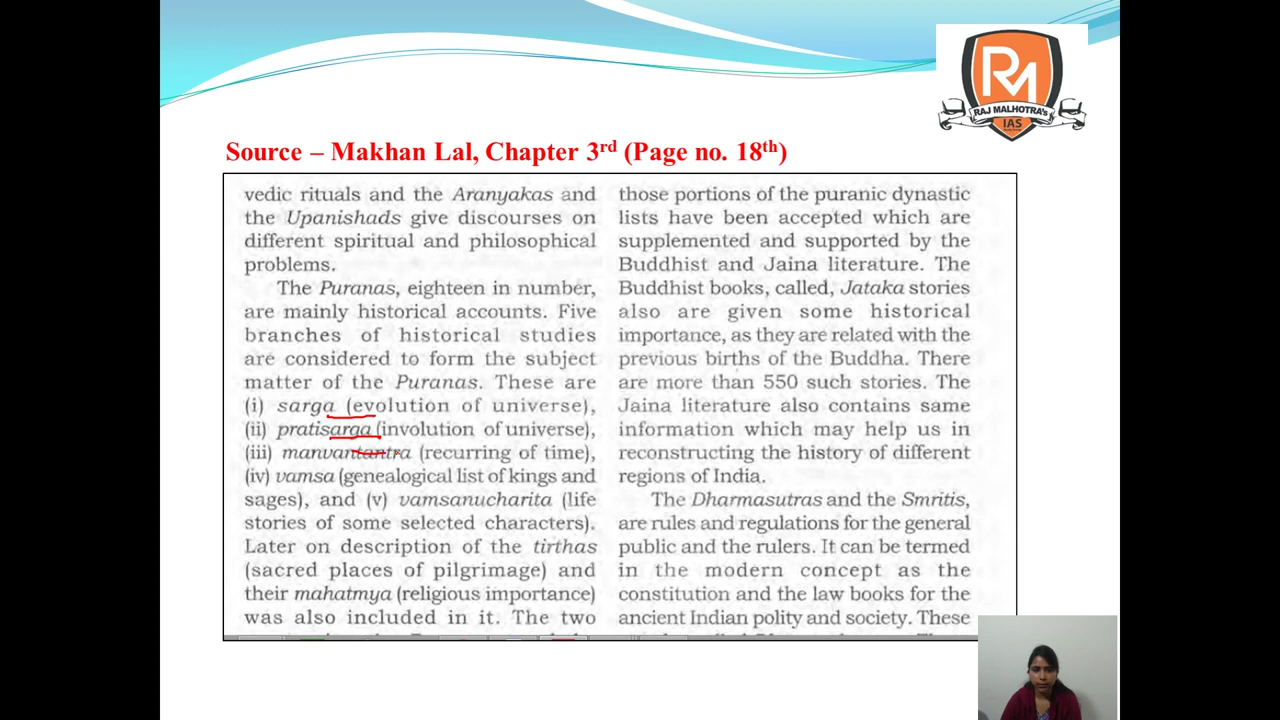 RM
RAJ MALHOTRA's
IAS
Source – Makhan Lal, Chapter 3rd (Page no. 18th)
vedic rituals and the Aranyakas and
the Upanishads give discourses on
different spiritual and philosophical
problems.
The Puranas, eighteen in number,
are mainly historical accounts. Five
branches of historical studies
are considered to form the subject
matter of the Puranas. These are
(i) sarga (evolution of universe),
(ii) pratisarga (involution of universe),
(iii) manvantantra (recurring of time),
(iv) vamsa (genealogical list of kings and
sages), and (v) vamsanucharita (life
stories of some selected characters).
Later on description of the tirthas
(sacred places of pilgrimage) and
their mahatmya (religious importance)
was also included in it. The two
those portions of the puranic dynastic
lists have been accepted which are
supplemented and supported by the
Buddhist and Jaina literature. The
Buddhist books, called, Jataka stories
also are given some historical
importance, as they are related with the
previous births of the Buddha. There
are more than 550 such stories. The
Jaina literature also contains same
information which may help us in
reconstructing the history of different
regions of India.
The Dharmasutras and the Smritis,
are rules and regulations for the general
public and the rulers. It can be termed
in the modern concept as the
constitution and the law books for the
ancient Indian polity and society. These